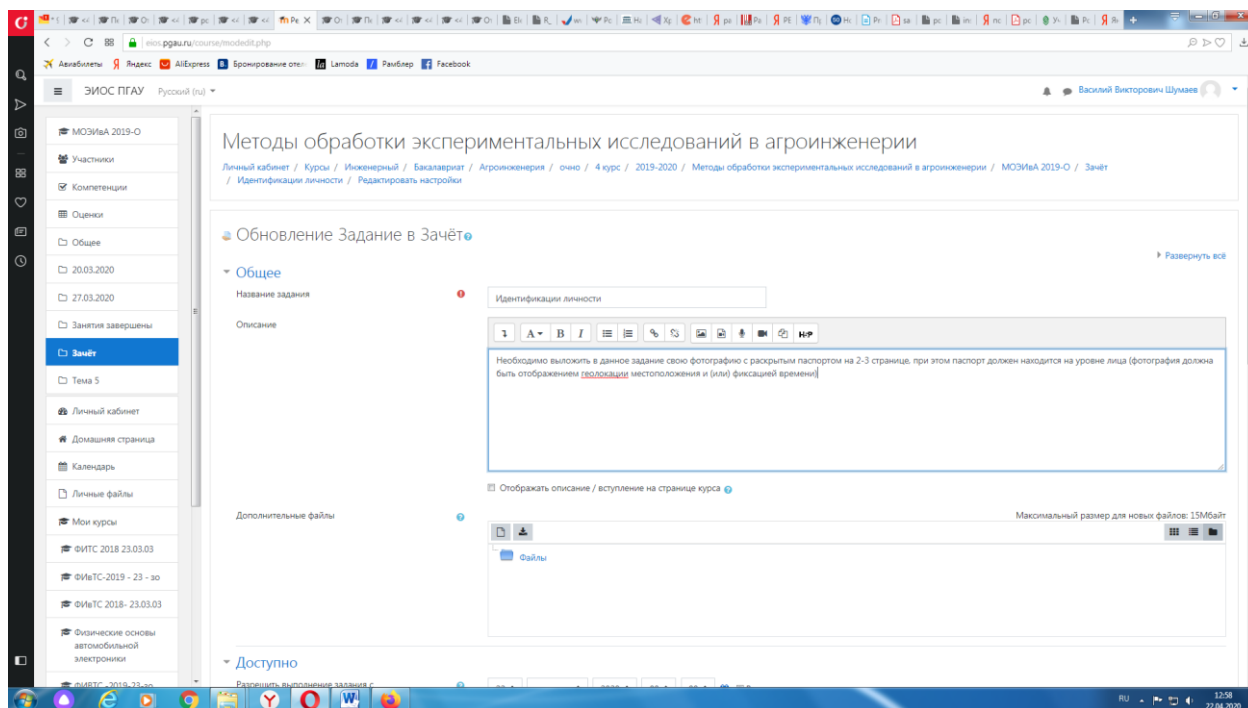 eios.pgau.ru/course/modedit.php
Авиабилеты Яндекс AliExpress Бронирование отел Lamoda Рамблер Facebook
ЭИОС ПГАУ Русский (ru)
Василий Викторович Шумаев
МОЭИвА 2019-О
Участники
Компетенции
Оценки
Общее
20.03.2020
27.03.2020
Занятия завершены
Зачёт
Тема 5
Личный кабинет
Домашняя страница
Календарь
Личные файлы
Мои курсы
ФИТС 2018 23.03.03
ФИвТС-2019 - 23 - зо
ФИвТС 2018- 23.03.03
Физические основы
автомобильной
электроники
ФИВТС -2019-23-зо
Методы обработки экспериментальных исследований в агроинженерии
Личный кабинет / Курсы / Инженерный / Бакалавриат / Агроинженерия / очно / 4 курс / 2019-2020 / Методы обработки экспериментальных исследований в агроинженерии / МОЭИвА 2019-О / Зачёт
/ Идентификации личности / Редактировать настройки
Обновление Задание в Зачёт
Развернуть всё
Общее
Название задания
Идентификации личности
Описание
A B I H-P
Необходимо выложить в данное задание свою фотографию с раскрытым паспортом на 2-3 странице, при этом паспорт должен находится на уровне лица (фотография должна
быть отображением геолокации местоположения и (или) фиксацией времени)
Отображать описание / вступление на странице курса
Дополнительные файлы
Максимальный размер для новых файлов: 15Мбайт
Файлы
Доступно
Разрешить выполнение задания с
RU
12:58
22.04.2020